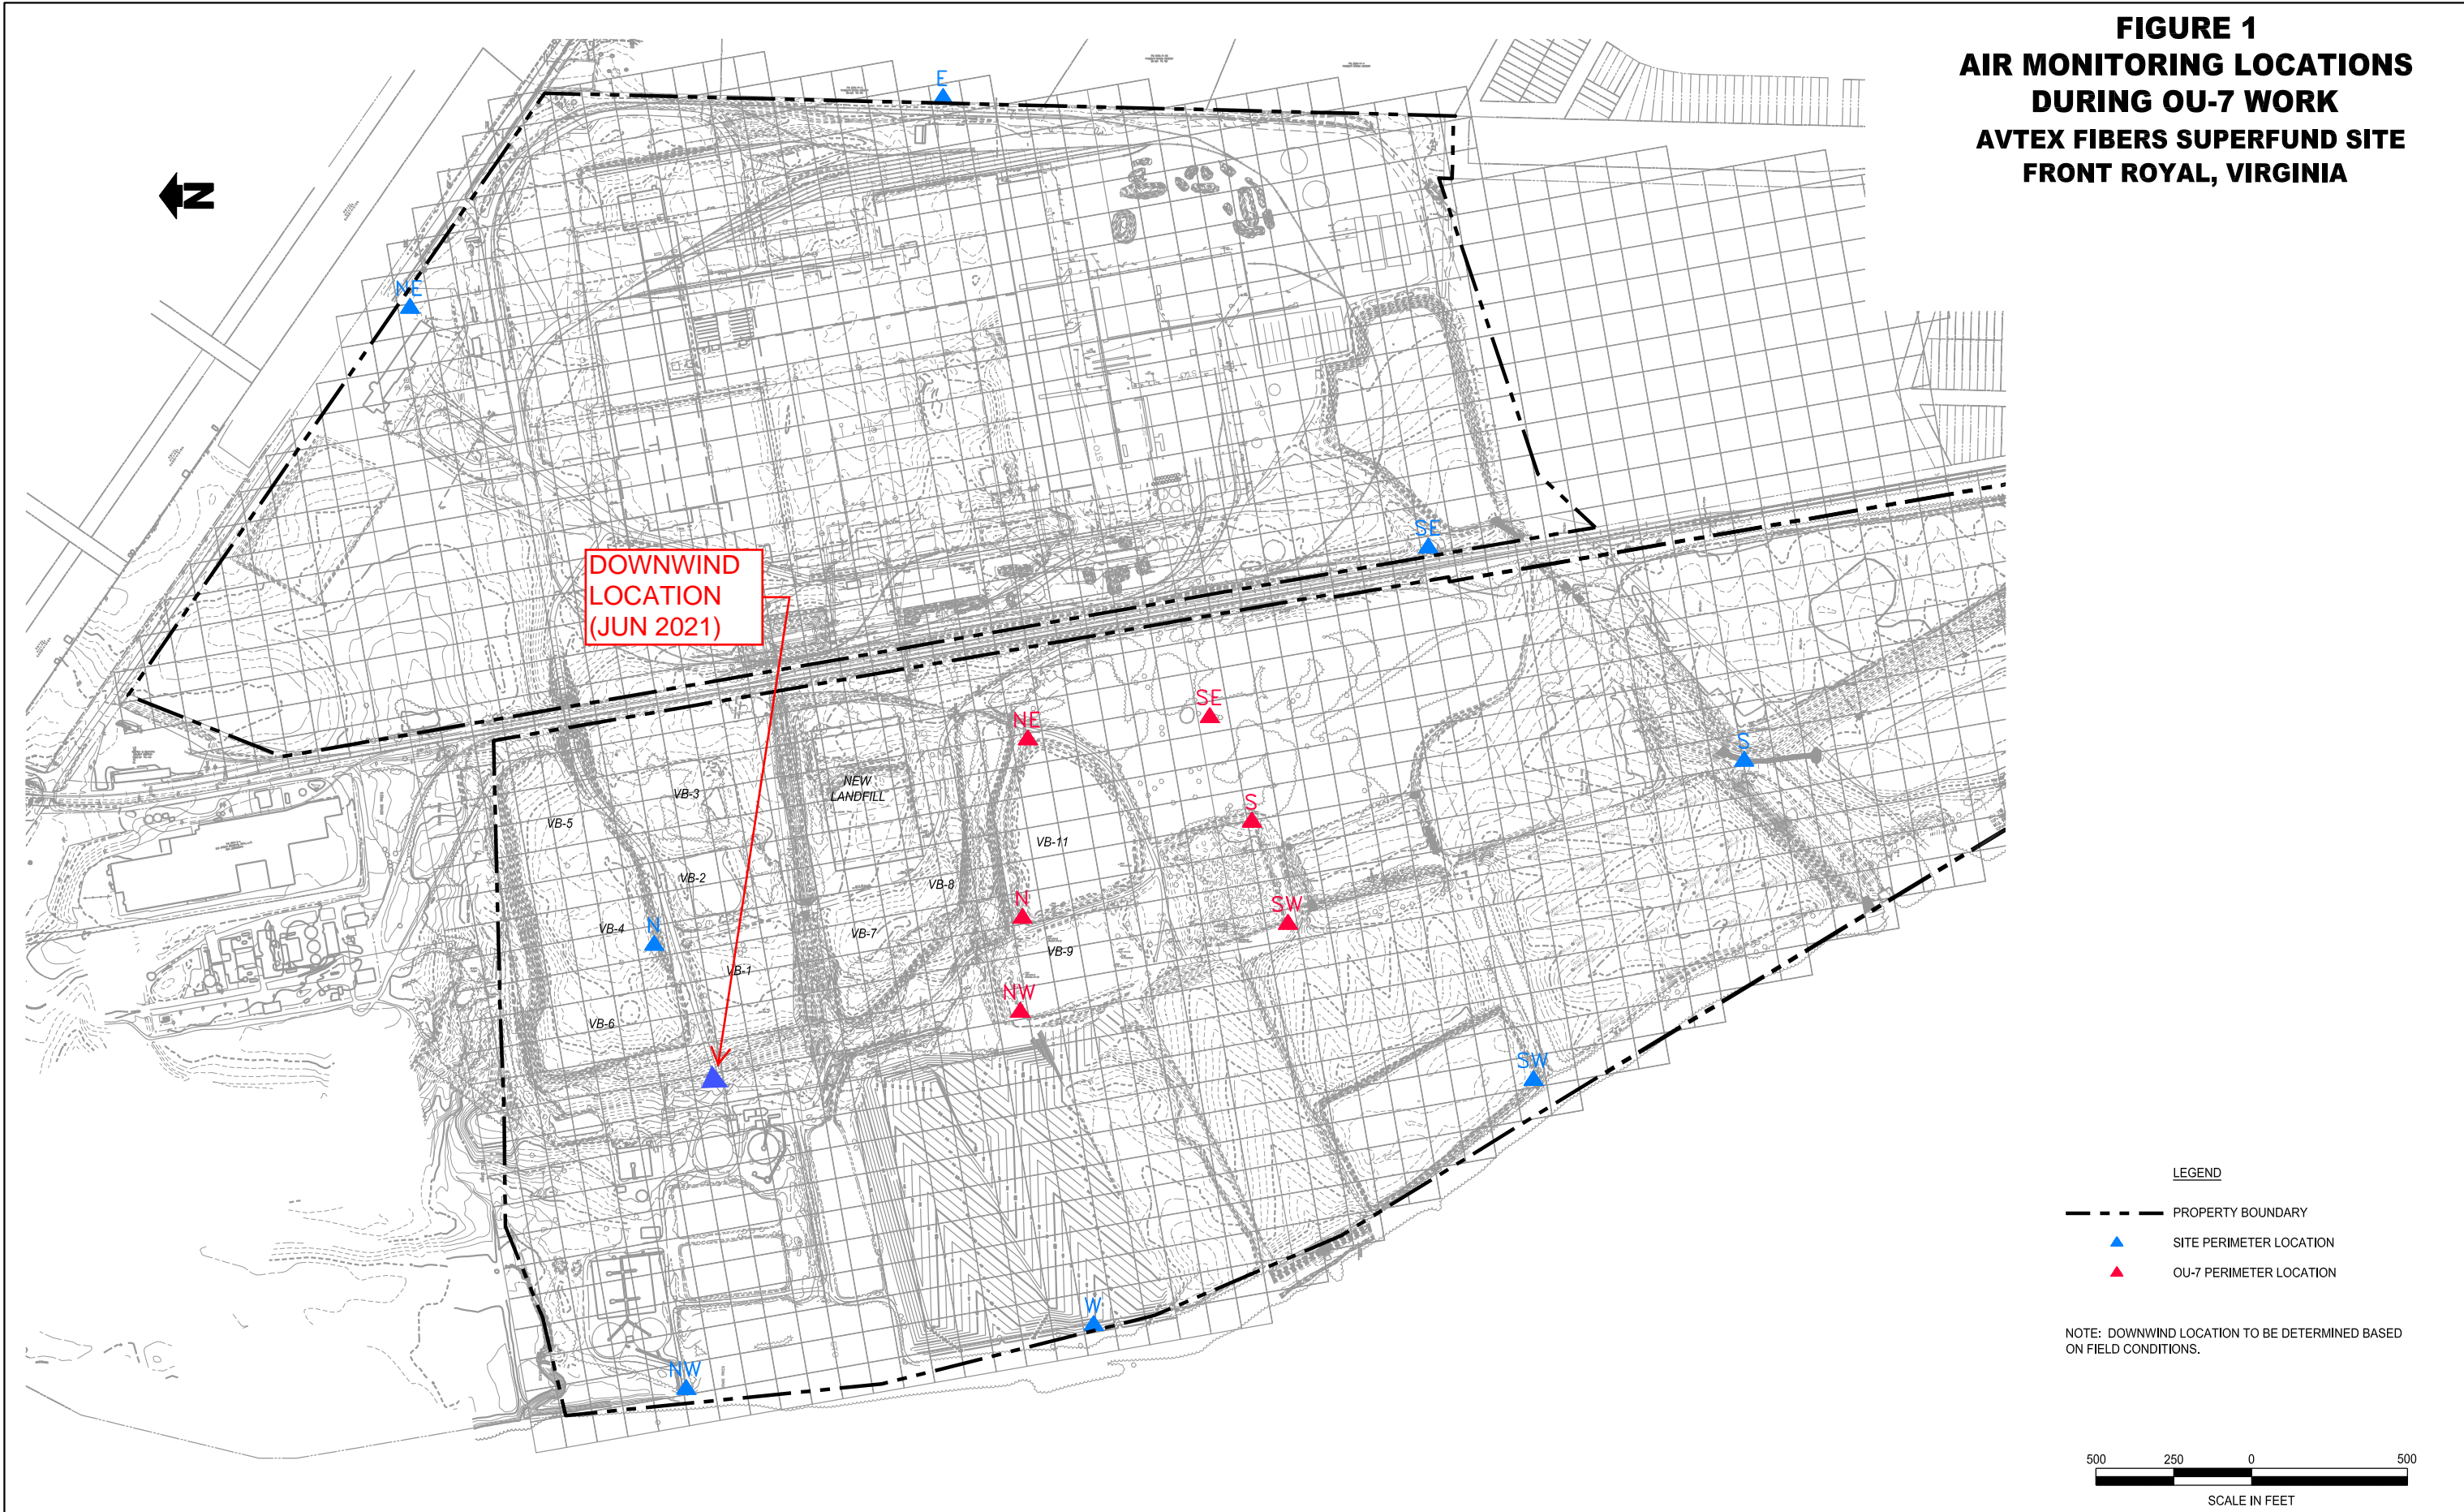 FIGURE 1
AIR MONITORING LOCATIONS
DURING OU-7 WORK
AVTEX FIBERS SUPERFUND SITE
FRONT ROYAL, VIRGINIA
N
E
NE
SE
DOWNWIND
LOCATION
(JUN 2021)
SE
NE
S
NEW
LANDFILL
VB-3
VB-5
S
VB-11
VB-2
VB-8
N
SW
N
VB-4
VB-7
VB-9
VB-1
NW
VB-6
SW
W
NW
LEGEND
PROPERTY BOUNDARY
SITE PERIMETER LOCATION
OU-7 PERIMETER LOCATION
NOTE: DOWNWIND LOCATION TO BE DETERMINED BASED
ON FIELD CONDITIONS.
500 250 0 500
SCALE IN FEET